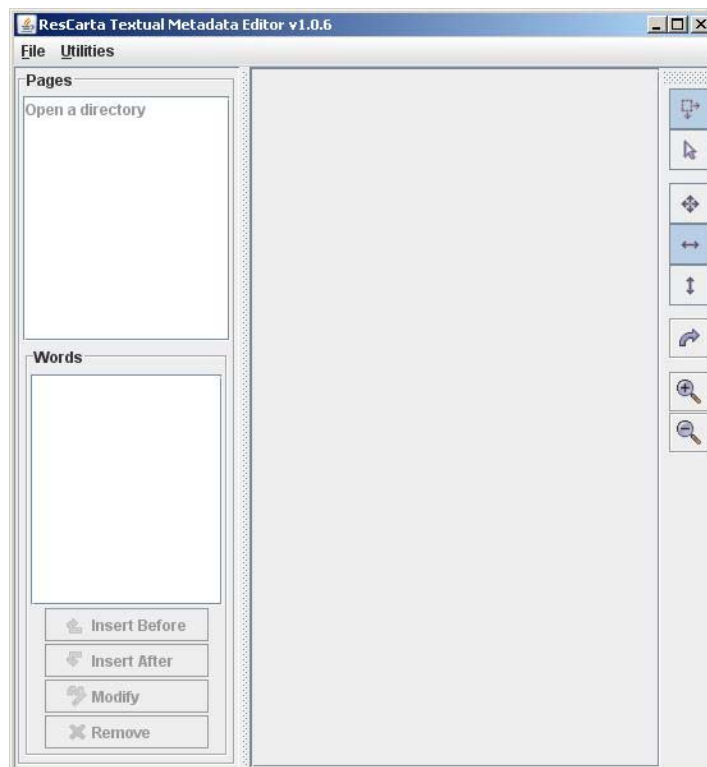 ResCarta Textual Metadata Editor v1.0.6
File Utilities
Pages
Open a directory
Words
Insert Before
Insert After
Modify
Remove